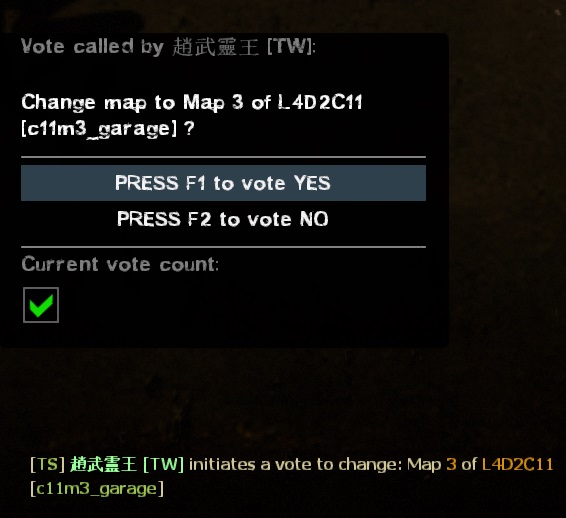 Vote called by 趙武靈王 [TW]:
Change map to Map 3 of L4D2C11
[c11m3_garage] ?
PRESS F1 to vote YES
PRESS F2 to vote NO
Current vote count:
[TS] 趙武靈王 [TW] initiates a vote to change: Map 3 of L4D2C11
[c11m3_garage]